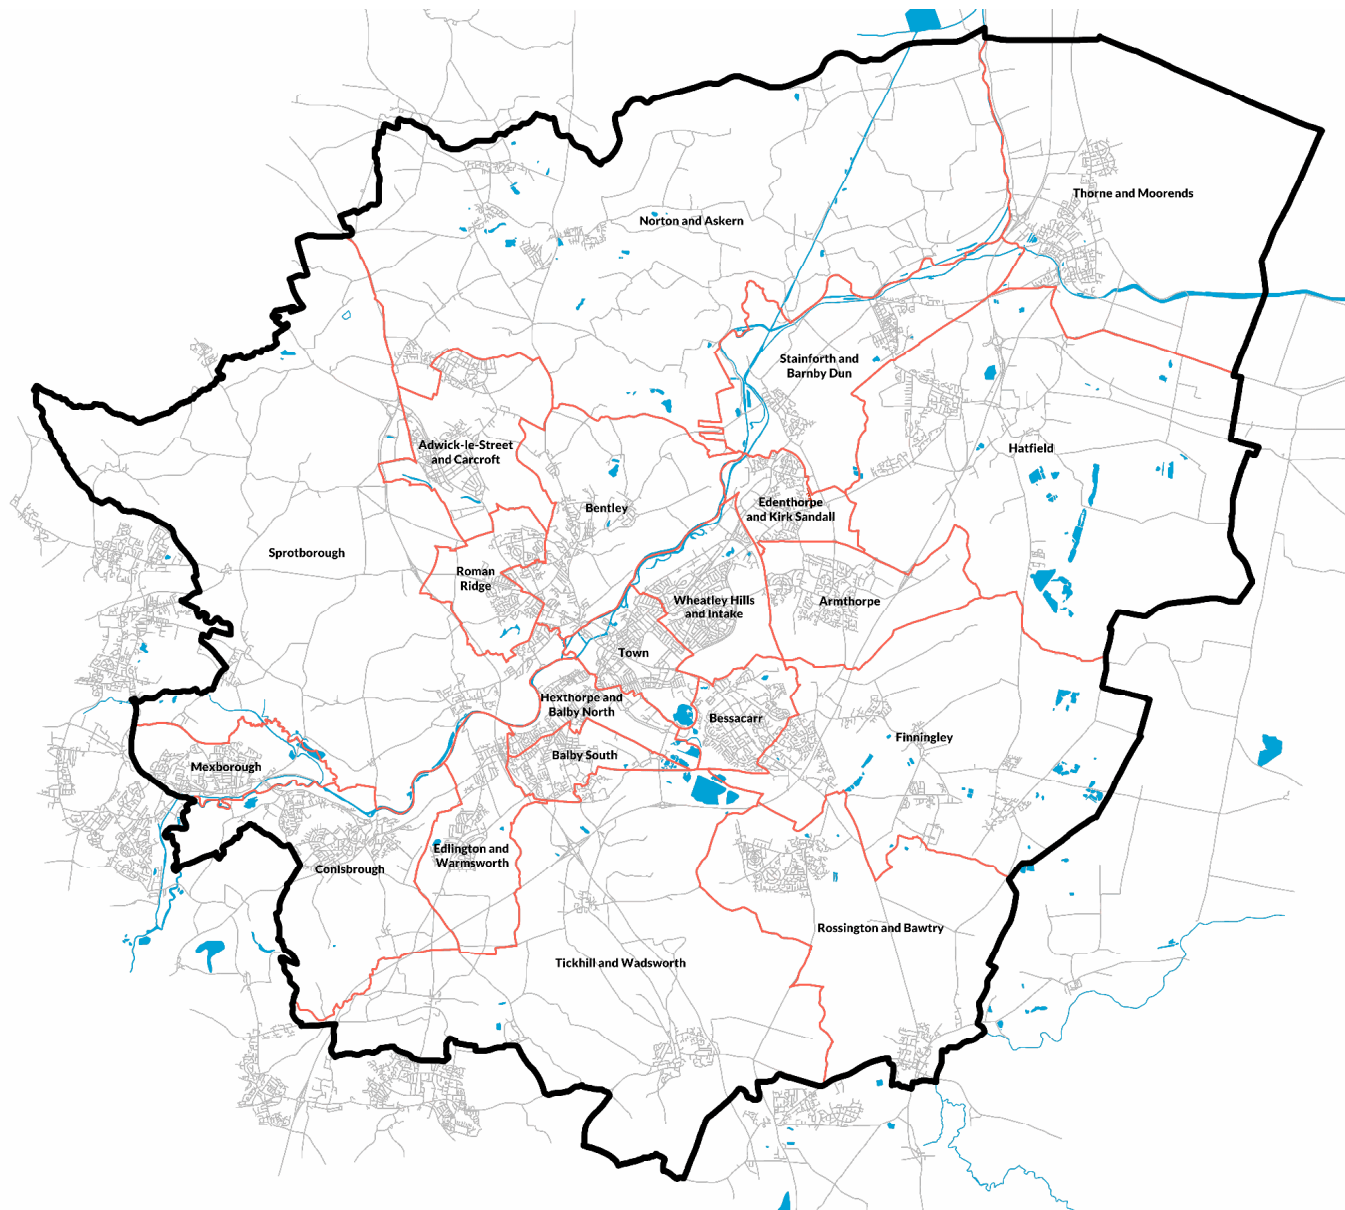 Thorne and Moorends
Norton and Askern
Stainforth and
Barnby Dun
Adwick-le-Street
and Carcroft
Hatfield
Bentley
Edenthorpe
and Kirk Sandall
Sprotborough
Roman
Ridge
Wheatley Hills
and Intake
Armthorpe
Town
Hexthorpe and
Balby North
Bessacarr
Finningley
Balby South
Mexborough
Edlington and
Warmsworth
Conisbrough
Rossington and Bawtry
Tickhill and Wadsworth